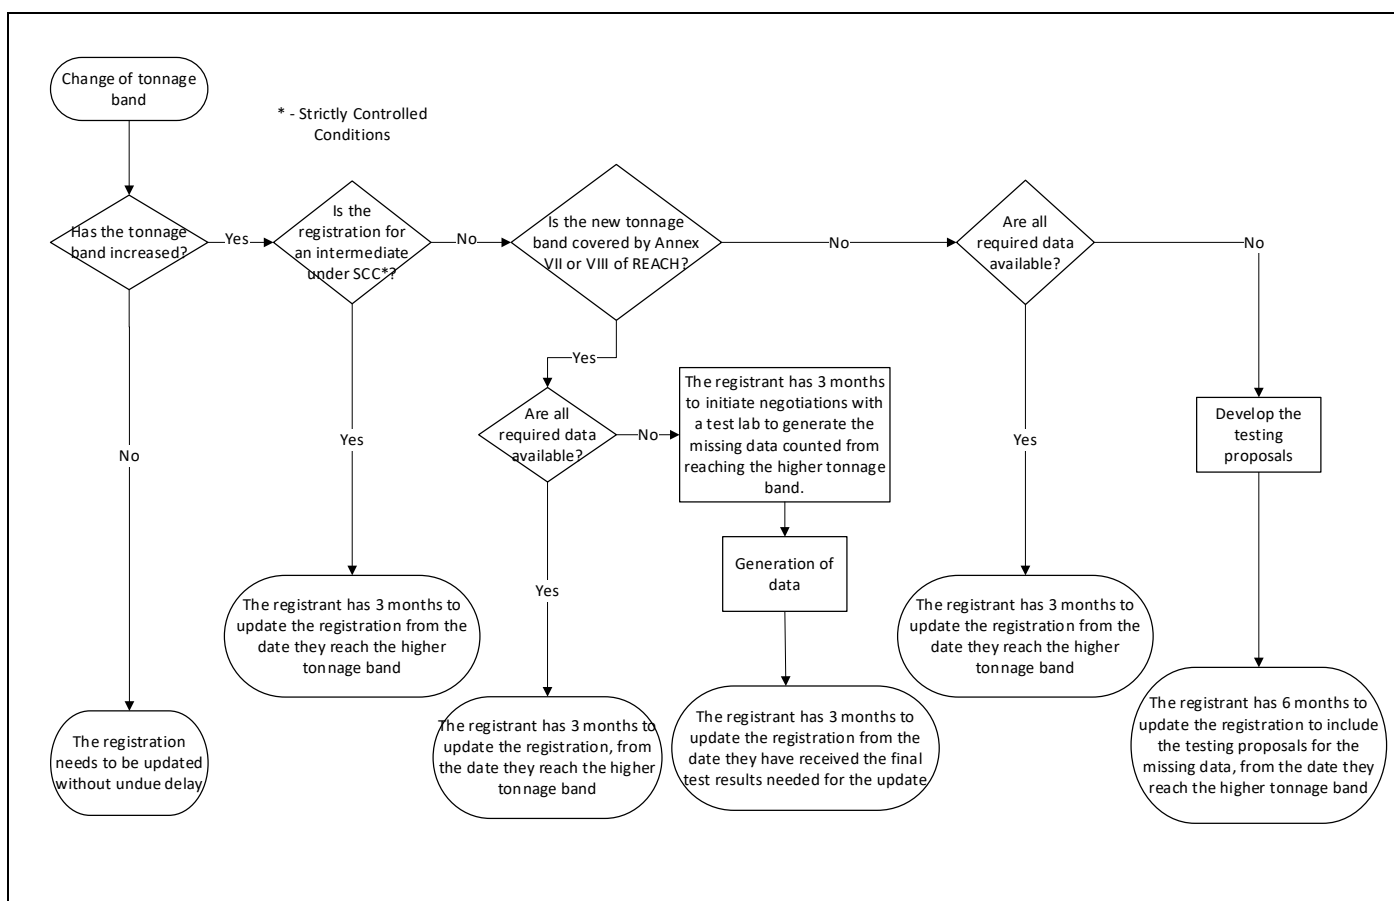 Change of tonnage
band
* - Strictly Controlled
Conditions
Has the tonnage
band increased?
Yes
Is the
registration for
an intermediate
under SCC*?
No
Is the new tonnage
band covered by Annex
VII or VIII of REACH?
No
Are all
required data
available?
No
Yes
Are all
required data
available?
No
The registrant has 3 months
to initiate negotiations with
a test lab to generate the
missing data counted from
reaching the higher tonnage
band.
Generation of
data
Develop the
testing
proposals
No
Yes
Yes
Yes
The registrant has 3 months to
update the registration from the
date they reach the higher
tonnage band
The registrant has 3 months to
update the registration from the
date they reach the higher
tonnage band
The registration
needs to be updated
without undue delay
The registrant has 3 months to
update the registration, from
the date they reach the higher
tonnage band
The registrant has 3 months to
update the registration from the
date they have received the final
test results needed for the update
The registrant has 6 months to
update the registration to include
the testing proposals for the
missing data, from the date they
reach the higher tonnage band